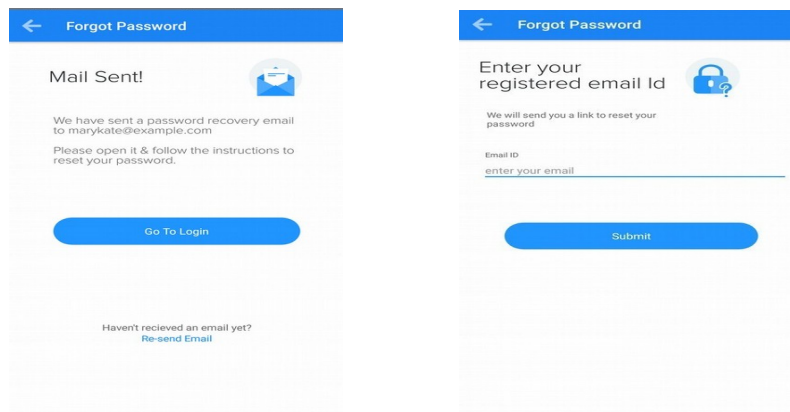 Forgot Password
Mail Sent!
We have sent a password recovery email
to marykate@example.com
Please open it & follow the instructions to
reset your password.
Go To Login
Haven't recieved an email yet?
Re-send Email
Forgot Password
Enter your
registered email Id
We will send you a link to reset your
password
Email ID
enter your email
Submit